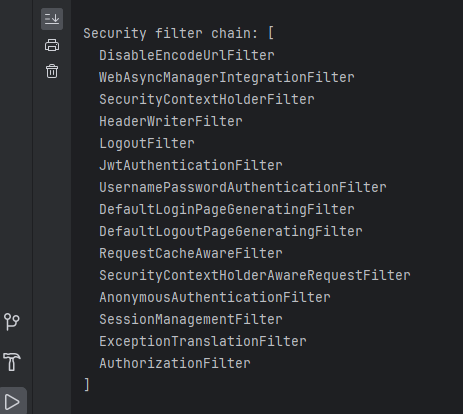 Security filter chain: [
DisableEncodeUrlFilter
WebAsyncManagerIntegrationFilter
SecurityContextHolderFilter
HeaderWriterFilter
LogoutFilter
JwtAuthenticationFilter
UsernamePasswordAuthenticationFilter
DefaultLoginPageGeneratingFilter
DefaultLogoutPageGeneratingFilter
RequestCacheAwareFilter
SecurityContextHolderAwareRequestFilter
AnonymousAuthenticationFilter
SessionManagementFilter
ExceptionTranslationFilter
AuthorizationFilter
]